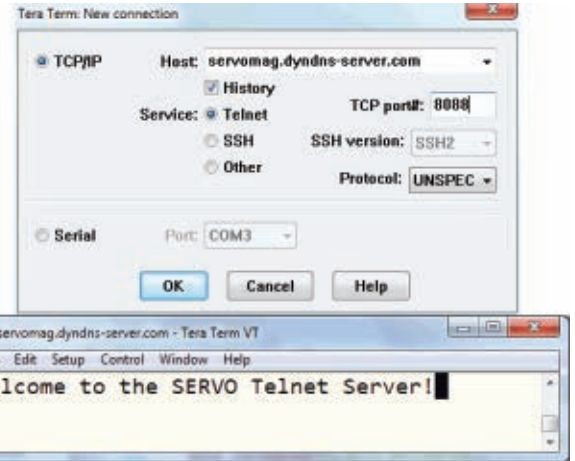 Tera Term: New connection
TCP/IP Host: servomag.dyndns-server.com
History
Service: Telnet TCP port#: 8088
SSH SSH version: SSH2
Other Protocol: UNSPEC
Serial Port: COM3
OK Cancel Help
servomag.dyndns-server.com - Tera Term VT
Edit Setup Control Window Help
lcome to the SERVO Telnet Server!